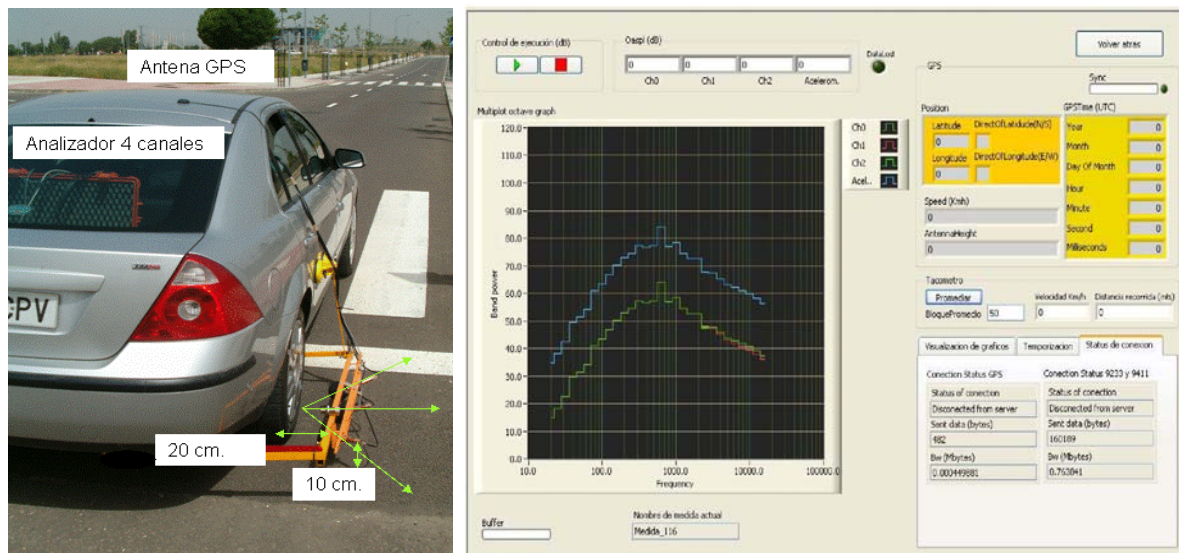 Antena GPS
Analizador 4 canales
PV
20 cm.
10 cm.
Control de ejecución (dB)
Oaspl (dB)
0 0 0 0
Ch0 Ch1 Ch2 Acelerom.
DataLost
Volver atras
GPS
Sync
Multiplot octave graph
120.0
110.0
100.0
90.0
80.0
70.0
60.0
50.0
40.0
30.0
20.0
10.0
0.0
Band power
10.0 100.0 1000.0 10000.0 100000.0
Frequency
Ch0
Ch1
Ch2
Acel..
Position
Latitude DirectOfLatidude(N/S)
0
Longitude DirectOfLongitude(E/W)
0
Speed (Kmh)
0
AntennaHeight
0
GPSTime (UTC)
Year 0
Month 0
Day Of Month 0
Hour 0
Minute 0
Second 0
Milliseconds 0
Tacometro
Promediar
BloquePromedio 50
Velocidad Km/h
0
Distancia recorrida (mts)
0
Visualizacion de graficos Temporizacion Status de conexion
Conection Status GPS
Status of conection
Disconected from server
Sent data (bytes)
482
Bw (Mbytes)
0.000449881
Conection Status 9233 y 9411
Status of conection
Disconected from server
Sent data (bytes)
160189
Bw (Mbytes)
Buffer
Nombre de medida actual
Medida_116